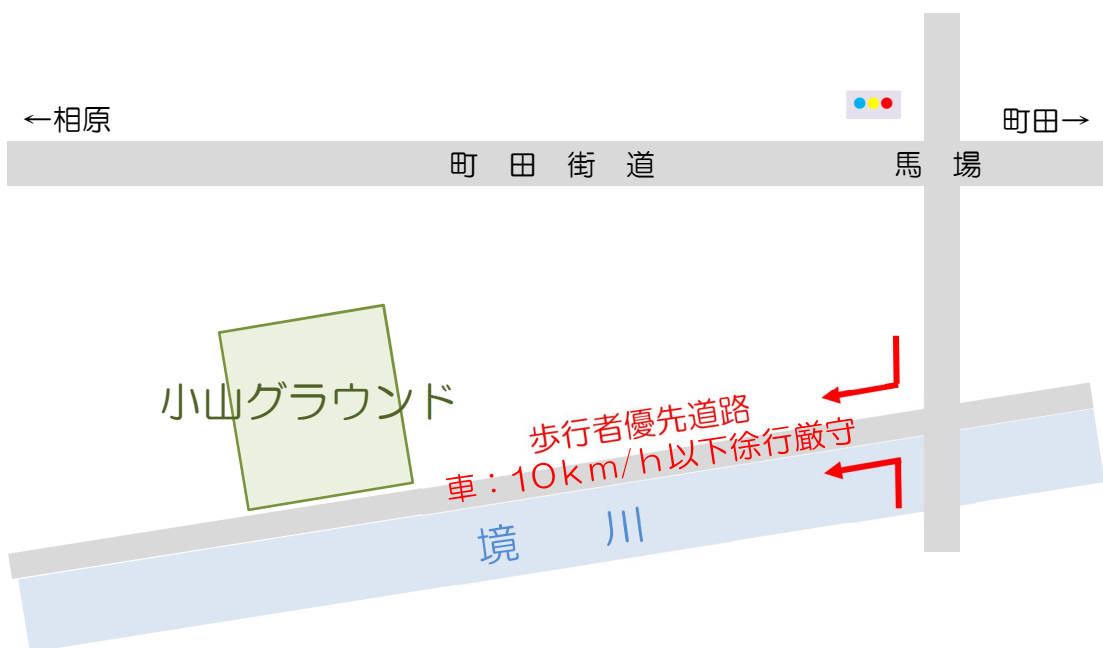 ←相原
町田→
町田街道
馬場
小山グラウンド
歩行者優先道路
車：10km/h以下徐行厳守
境川